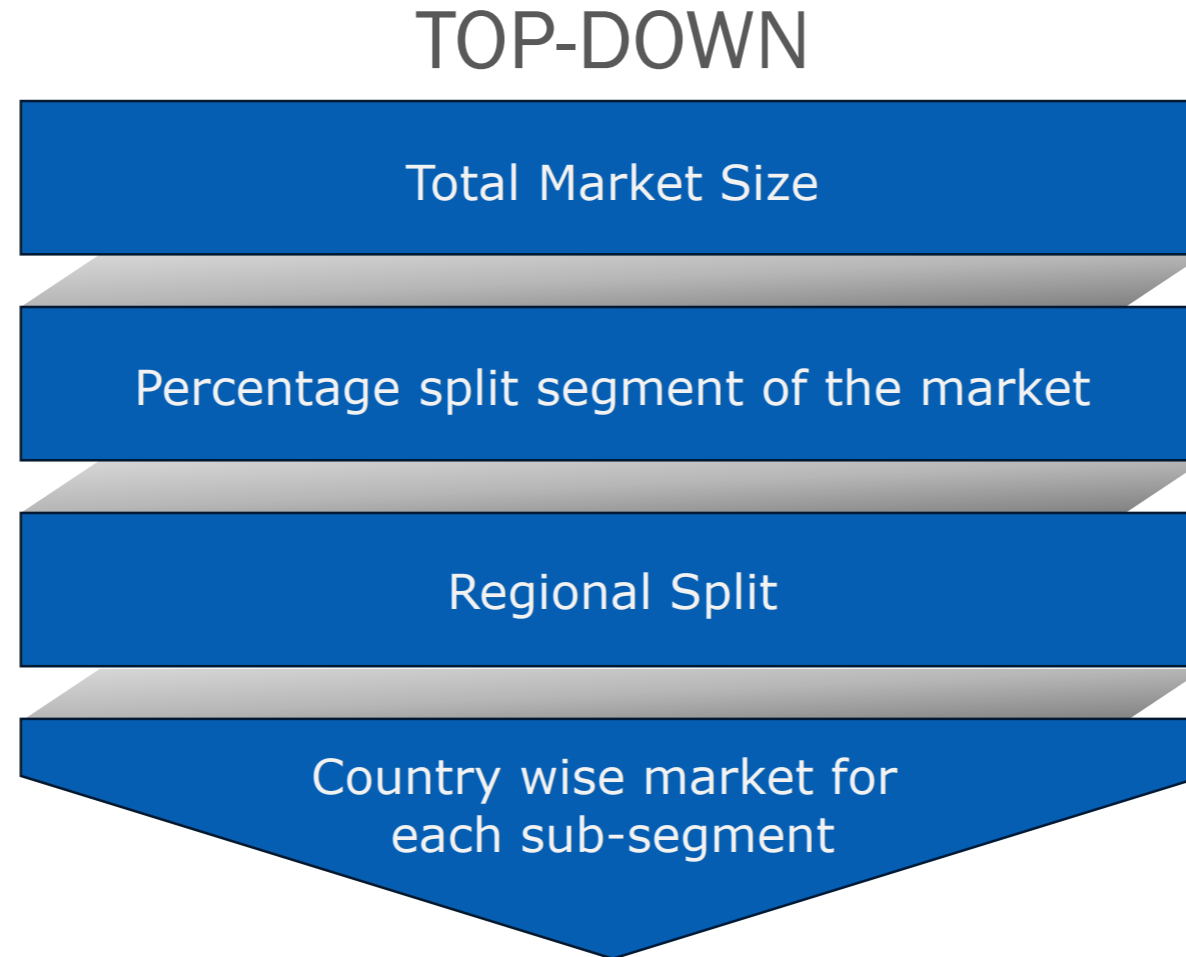 TOP-DOWN
Total Market Size
Percentage split segment of the market
Regional Split
Country wise market for
each sub-segment